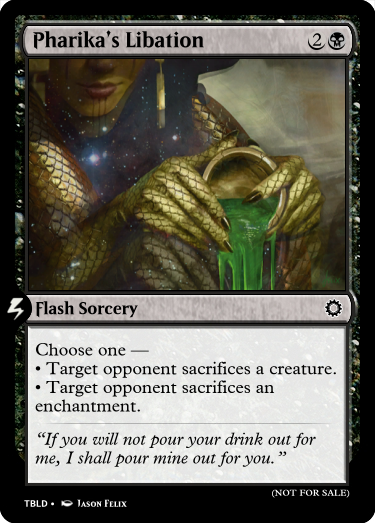 Pharika's Libation 2
Flash Sorcery
Choose one —
• Target opponent sacrifices a creature.
• Target opponent sacrifices an
enchantment.
“If you will not pour your drink out for
me, I shall pour mine out for you.”
(NOT FOR SALE)
TBLD • Jason Felix